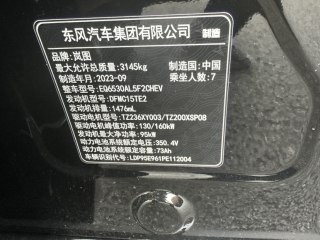 东风汽车集团有限公司 制造
品牌:岚图 制造国:中国
最大允许总质量:3145kg 乘坐人数:7
制造年月:2023-09
整车型号:EQ6530AL5F2CHEV
发动机型号:DFMC15TE2
发动机排量:1476mL
驱动电机型号:TZ236XY003/TZ200XSP08
驱动电机峰值功率:130/160kW
发动机最大净功率:95kW
动力电池系统额定电压:350.4V
动力电池系统额定容量:73Ah
车辆识别代号:LDP95E961PE112004